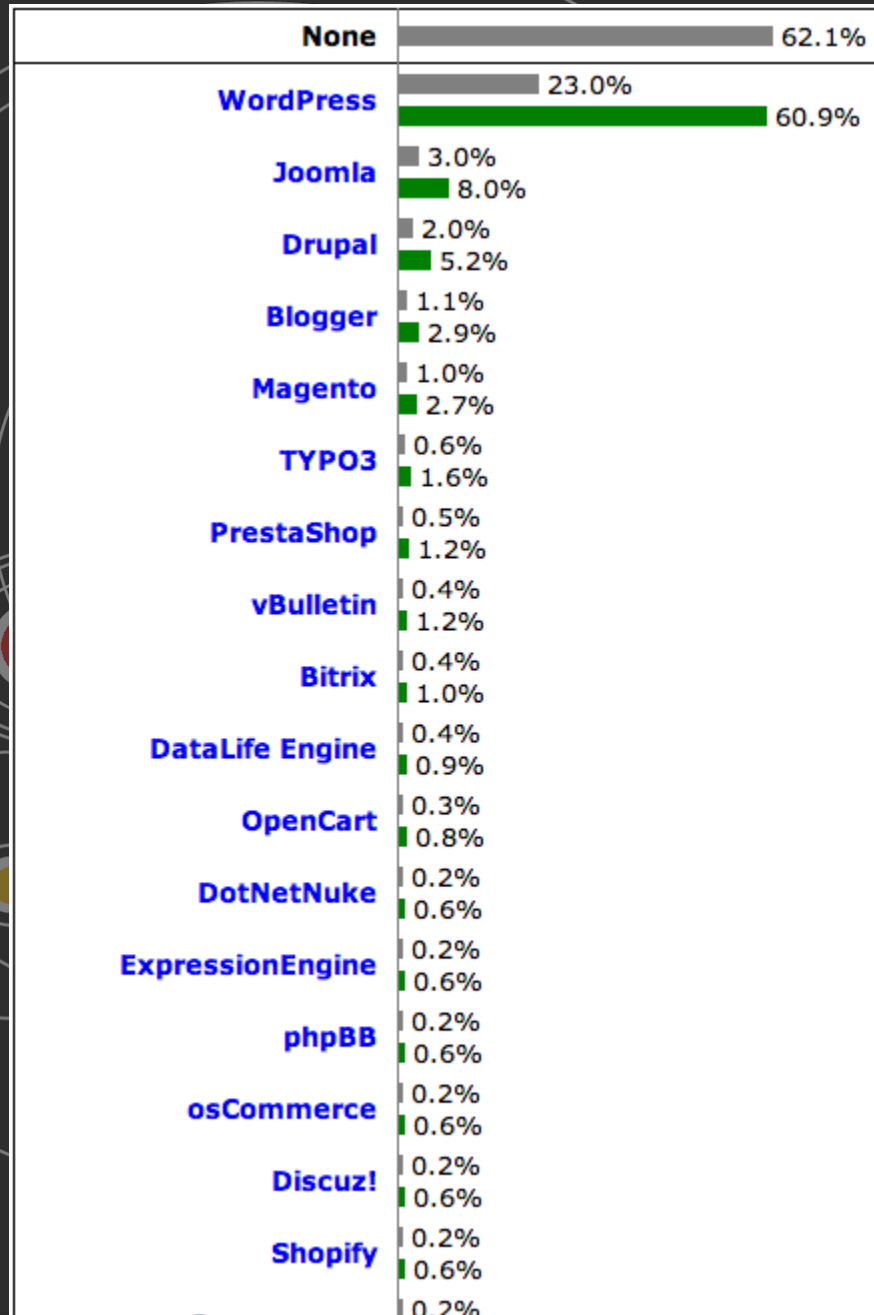 None 62.1%
23.0%
WordPress
60.9%
3.0%
Joomla
8.0%
2.0%
Drupal
5.2%
1.1%
Blogger
2.9%
1.0%
Magento
2.7%
0.6%
TYPO3
1.6%
0.5%
PrestaShop
1.2%
0.4%
vBulletin
1.2%
0.4%
Bitrix
1.0%
0.4%
DataLife Engine
0.9%
0.3%
OpenCart
0.8%
0.2%
DotNetNuke
0.6%
0.2%
ExpressionEngine
0.6%
0.2%
phpBB
0.6%
0.2%
osCommerce
0.6%
0.2%
Discuz!
0.6%
0.2%
Shopify
0.6%
0.2%